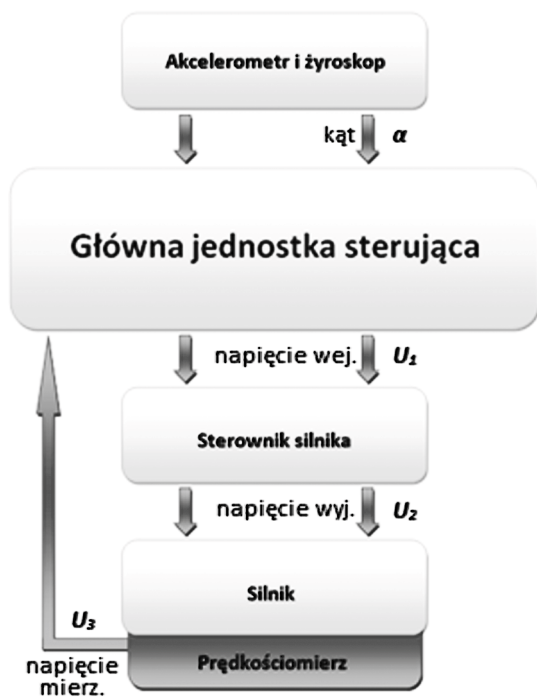 Akcelerometr i żyroskop
kąt α
Główna jednostka sterująca
napięcie wej. U₁
Sterownik silnika
napięcie wyj. U₂
Silnik
U₃
Prędkościomierz
napięcie
mierz.